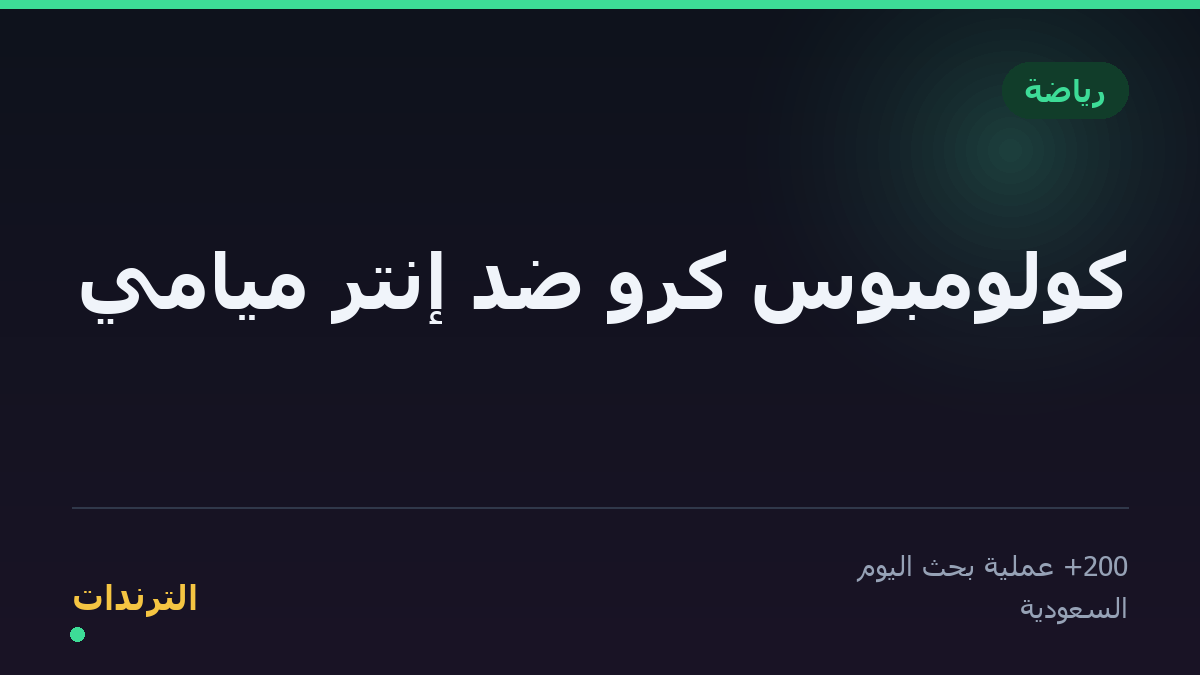 رياضة
كولومبوس كرو ضد إنتر ميامي
200+ عملية بحث اليوم
السعودية
الترندات